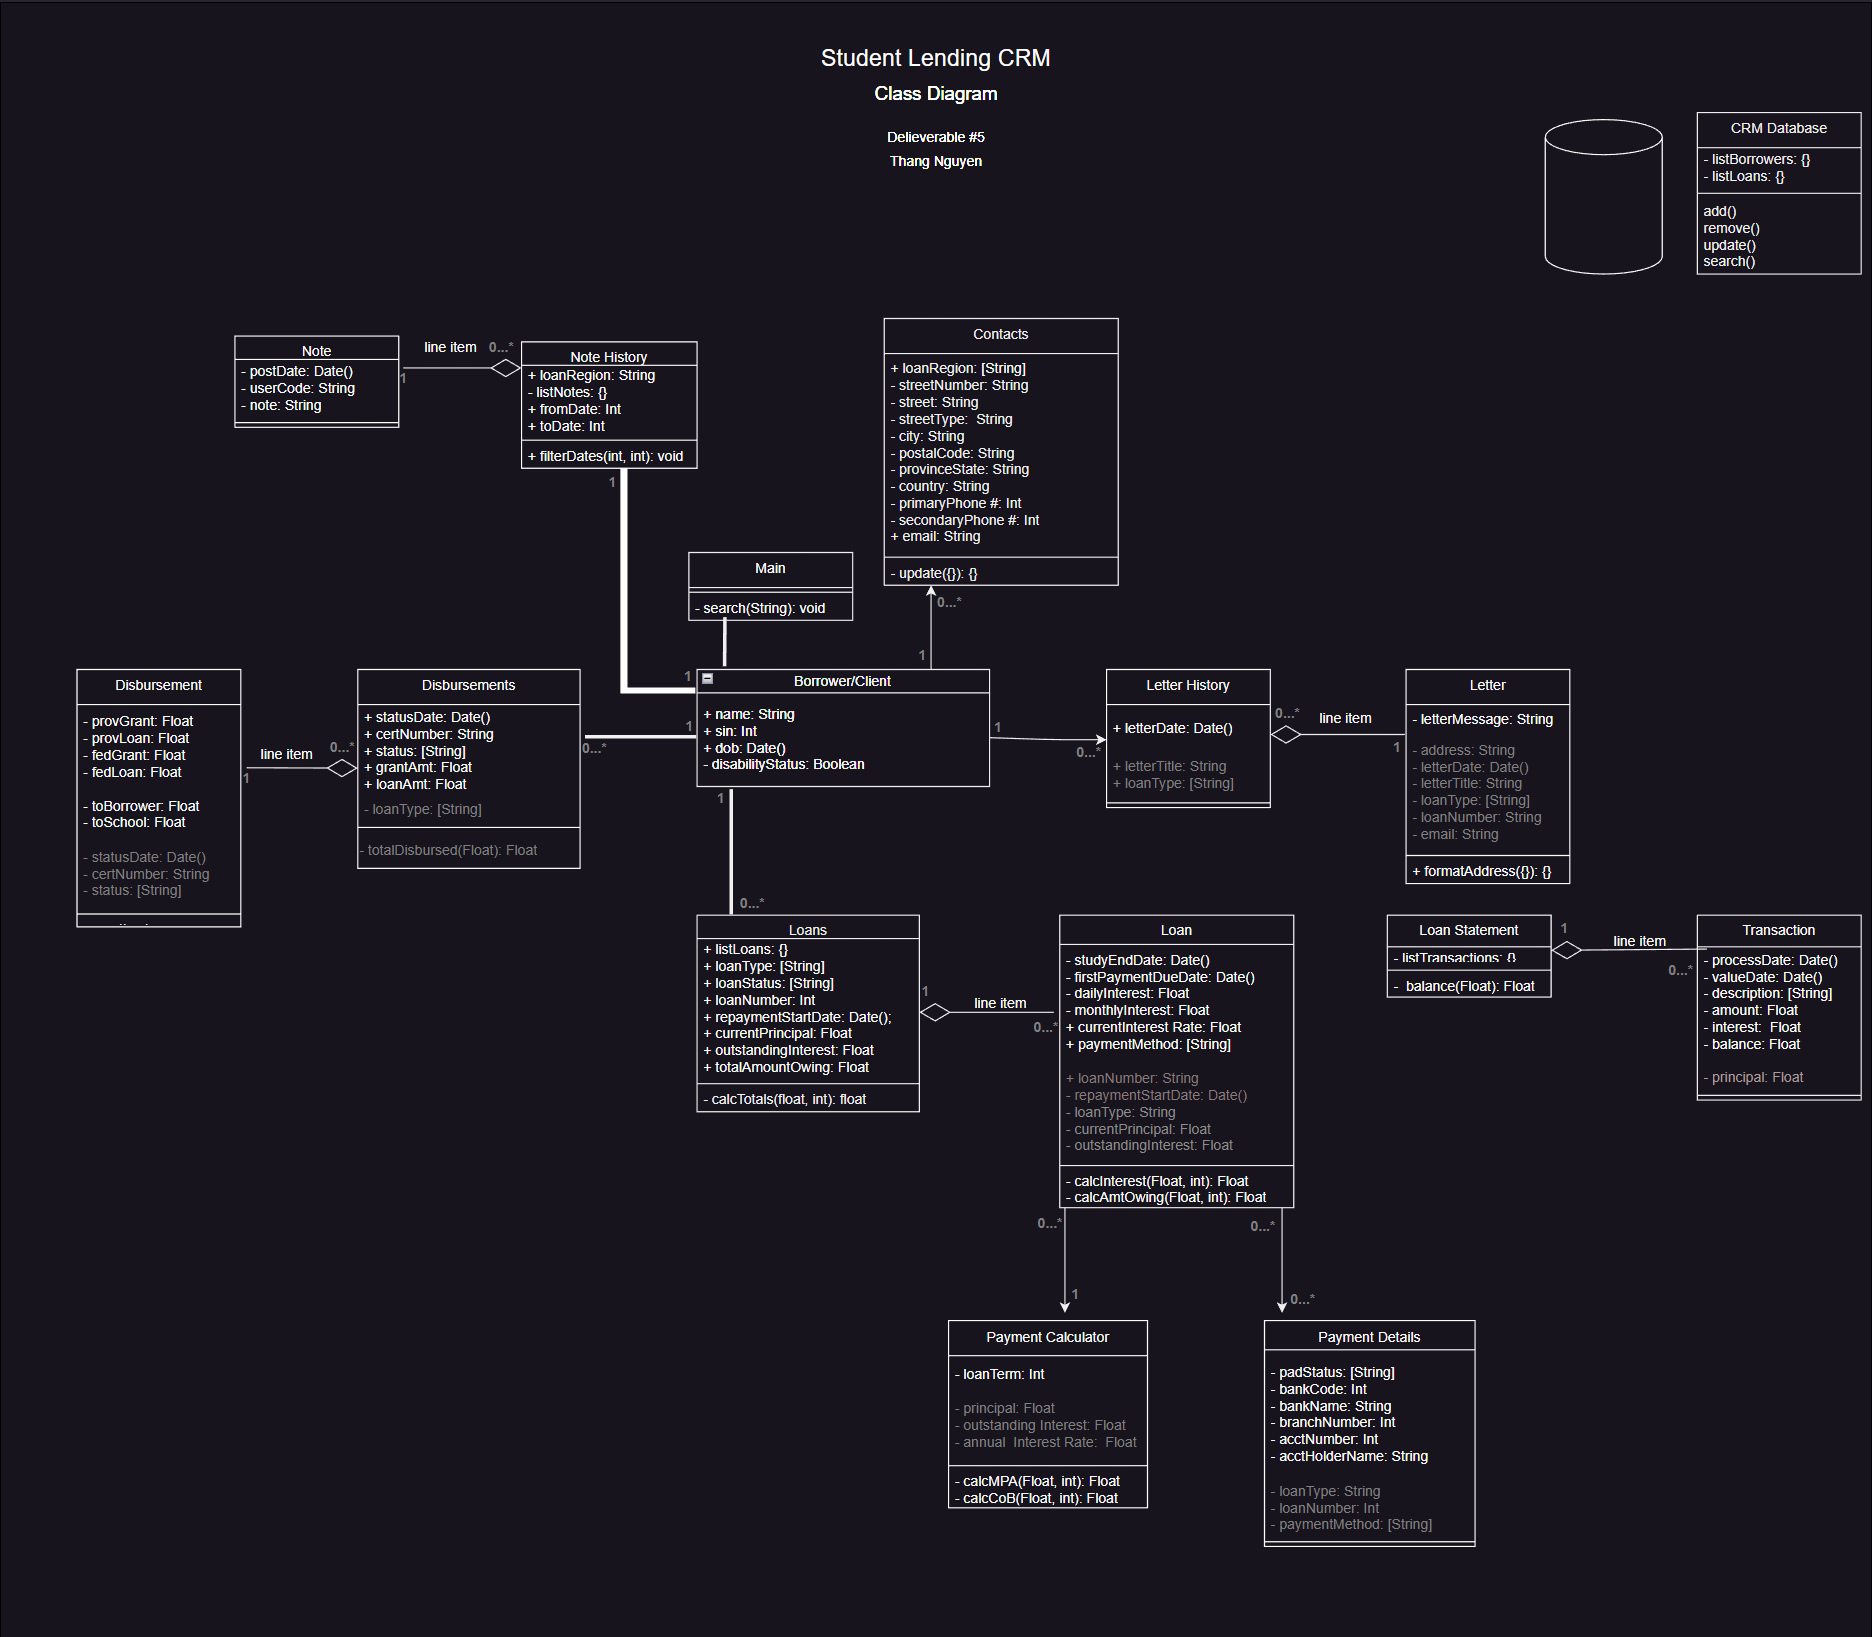 Student Lending CRM
Class Diagram
Delieverable #5
Thang Nguyen
CRM Database
- listBorrowers: {}
- listLoans: {}
add()
remove()
update()
search()
Note
- postDate: Date()
- userCode: String
- note: String
line item
0...*
1
Note History
+ loanRegion: String
- listNotes: {}
+ fromDate: Int
+ toDate: Int
+ filterDates(int, int): void
1
Contacts
+ loanRegion: [String]
- streetNumber: String
- street: String
- streetType:  String
- city: String
- postalCode: String
- provinceState: String
- country: String
- primaryPhone #: Int
- secondaryPhone #: Int
+ email: String
- update({}): {}
0...*
1
Main
- search(String): void
Disbursement
- provGrant: Float
- provLoan: Float
- fedGrant: Float
- fedLoan: Float
- toBorrower: Float
- toSchool: Float
- statusDate: Date()
- certNumber: String
- status: [String]
line item
0...*
1
Disbursements
+ statusDate: Date()
+ certNumber: String
+ status: [String]
+ grantAmt: Float
+ loanAmt: Float
- loanType: [String]
- totalDisbursed(Float): Float
0...*
1
1
Borrower/Client
+ name: String
+ sin: Int
+ dob: Date()
- disabilityStatus: Boolean
1
1
0...*
Letter History
+ letterDate: Date()
+ letterTitle: String
+ loanType: [String]
0...*
line item
1
Letter
- letterMessage: String
- address: String
- letterDate: Date()
- letterTitle: String
- loanType: [String]
- loanNumber: String
- email: String
+ formatAddress({}): {}
0...*
Loans
+ listLoans: {}
+ loanType: [String]
+ loanStatus: [String]
+ loanNumber: Int
+ repaymentStartDate: Date();
+ currentPrincipal: Float
+ outstandingInterest: Float
+ totalAmountOwing: Float
- calcTotals(float, int): float
1
line item
0...*
Loan
- studyEndDate: Date()
- firstPaymentDueDate: Date()
- dailyInterest: Float
- monthlyInterest: Float
+ currentInterest Rate: Float
+ paymentMethod: [String]
+ loanNumber: String
- repaymentStartDate: Date()
- loanType: String
- currentPrincipal: Float
- outstandingInterest: Float
- calcInterest(Float, int): Float
- calcAmtOwing(Float, int): Float
Loan Statement
- listTransactions: {}
-  balance(Float): Float
1
line item
0...*
Transaction
- processDate: Date()
- valueDate: Date()
- description: [String]
- amount: Float
- interest:  Float
- balance: Float
- principal: Float
0...*
1
0...*
0...*
Payment Calculator
- loanTerm: Int
- principal: Float
- outstanding Interest: Float
- annual  Interest Rate:  Float
- calcMPA(Float, int): Float
- calcCoB(Float, int): Float
Payment Details
- padStatus: [String]
- bankCode: Int
- bankName: String
- branchNumber: Int
- acctNumber: Int
- acctHolderName: String
- loanType: String
- loanNumber: Int
- paymentMethod: [String]